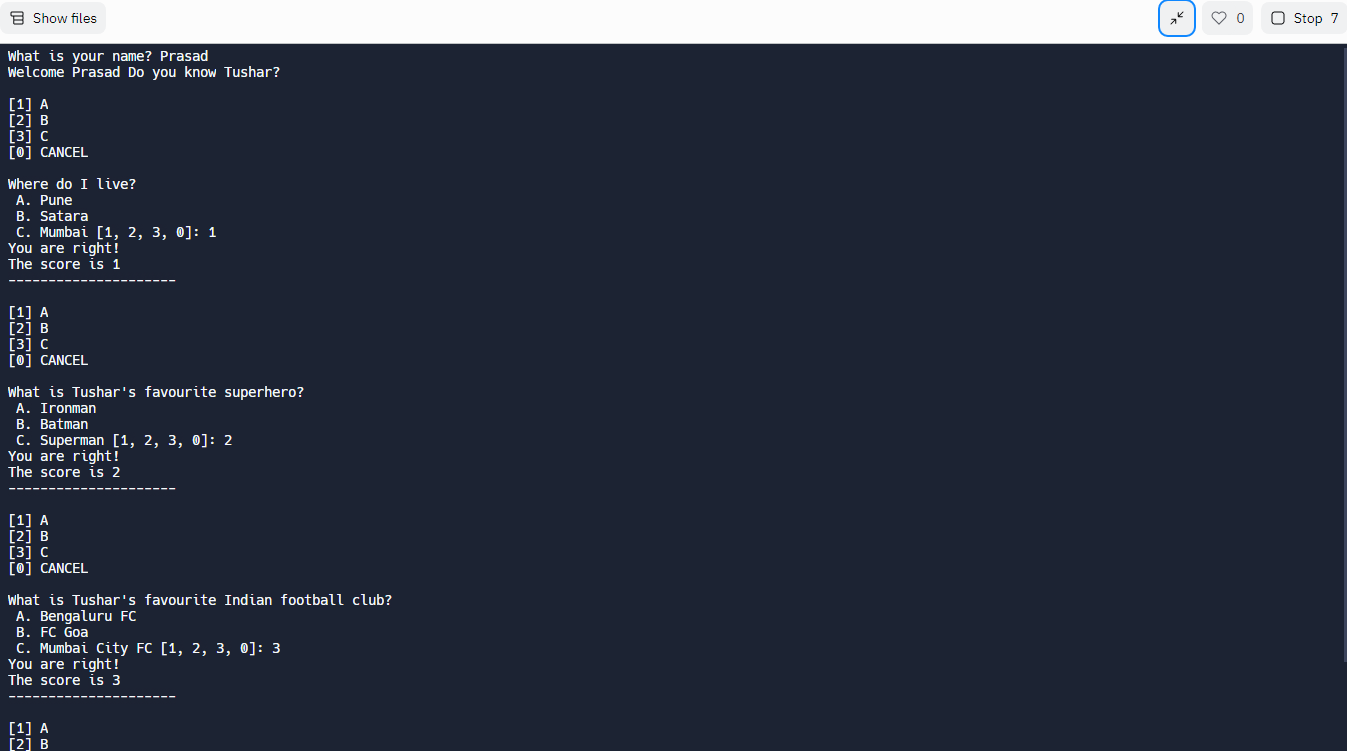 Show files
0
Stop 7
What is your name? Prasad
Welcome Prasad Do you know Tushar?
[1] A
[2] B
[3] C
[0] CANCEL
Where do I live?
A. Pune
B. Satara
C. Mumbai [1, 2, 3, 0]: 1
You are right!
The score is 1
---------------------
[1] A
[2] B
[3] C
[0] CANCEL
What is Tushar's favourite superhero?
A. Ironman
B. Batman
C. Superman [1, 2, 3, 0]: 2
You are right!
The score is 2
---------------------
[1] A
[2] B
[3] C
[0] CANCEL
What is Tushar's favourite Indian football club?
A. Bengaluru FC
B. FC Goa
C. Mumbai City FC [1, 2, 3, 0]: 3
You are right!
The score is 3
---------------------
[1] A
[2] B